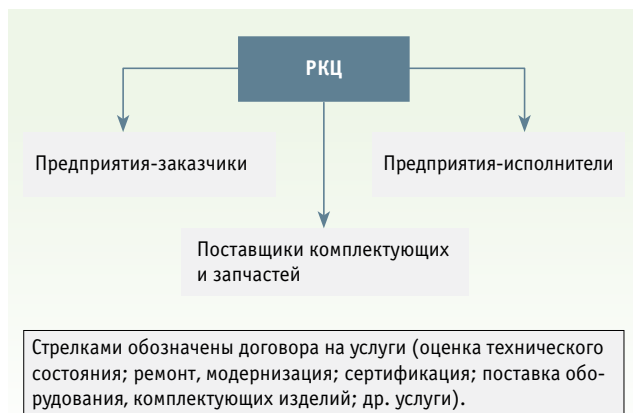 РКЦ
Предприятия-заказчики
Предприятия-исполнители
Поставщики комплектующих
и запчастей
Стрелками обозначены договора на услуги (оценка технического
состояния; ремонт, модернизация; сертификация; поставка обо-
рудования, комплектующих изделий; др. услуги).